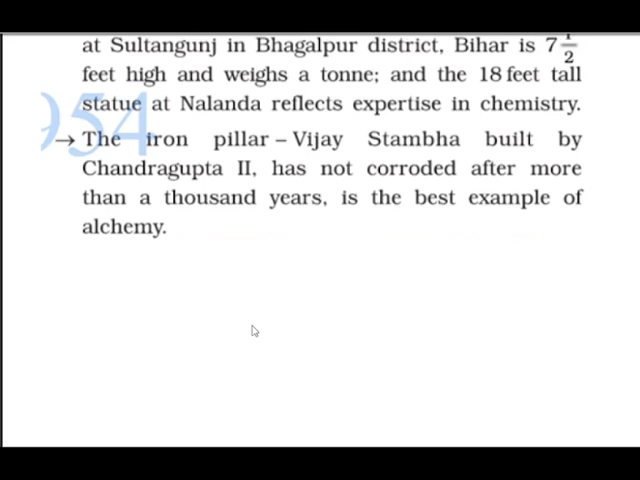 at Sultangunj in Bhagalpur district, Bihar is 7 1/2
feet high and weighs a tonne; and the 18 feet tall
statue at Nalanda reflects expertise in chemistry.
→ The iron pillar – Vijay Stambha built by
Chandragupta II, has not corroded after more
than a thousand years, is the best example of
alchemy.